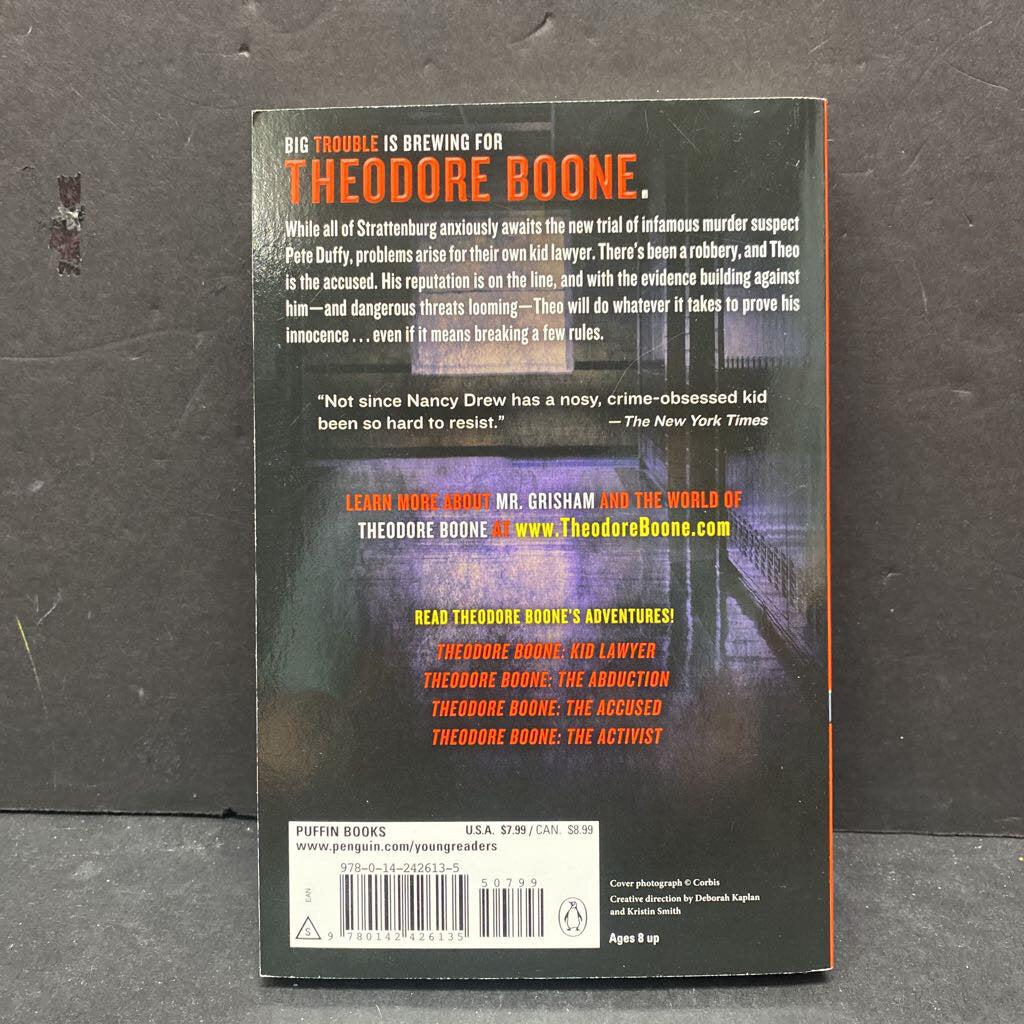 BIG TROUBLE IS BREWING FOR
THEODORE BOONE.
While all of Strattenburg anxiously awaits the new trial of infamous murder suspect
Pete Duffy, problems arise for their own kid lawyer. There's been a robbery, and Theo
is the accused. His reputation is on the line, and with the evidence building against
him—and dangerous threats looming—Theo will do whatever it takes to prove his
innocence . . . even if it means breaking a few rules.
“Not since Nancy Drew has a nosy, crime-obsessed kid
been so hard to resist.” —The New York Times
LEARN MORE ABOUT MR. GRISHAM AND THE WORLD OF
THEODORE BOONE AT www.TheodoreBoone.com
READ THEODORE BOONE'S ADVENTURES!
THEODORE BOONE: KID LAWYER
THEODORE BOONE: THE ABDUCTION
THEODORE BOONE: THE ACCUSED
THEODORE BOONE: THE ACTIVIST
PUFFIN BOOKS U.S.A. $7.99 / CAN. $8.99
www.penguin.com/youngreaders
978-0-14-242613-5
50799
EAN
S
9 780142 426135
Cover photograph © Corbis
Creative direction by Deborah Kaplan
and Kristin Smith
Ages 8 up